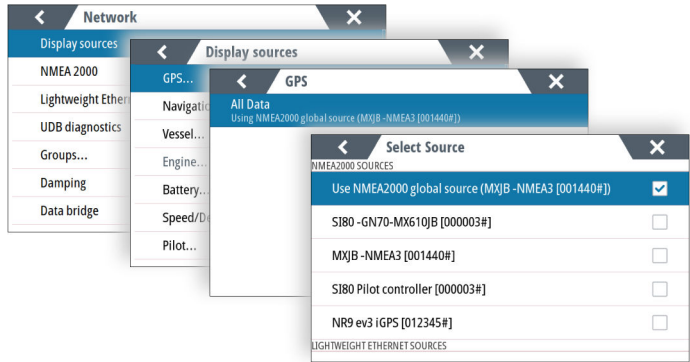 Network
Display sources
NMEA 2000
Lightweight
UDB diagnostics
Groups...
Damping
Data bridge
Display sources
GPS...
Vessel...
Engine...
Battery...
Pilot...
GPS
All Data
Using NMEA2000 global source (MXJB -NMEA3 [001440#])
Select Source
NMEA2000 SOURCES
Use NMEA2000 global source (MXJB -NMEA3 [001440#])
SI80 -GN70-MX610JB [000003#]
MXJB -NMEA3 [001440#]
SI80 Pilot controller [000003#]
NR9 ev3 iGPS [012345#]
LIGHTWEIGHT ETHERNET SOURCES